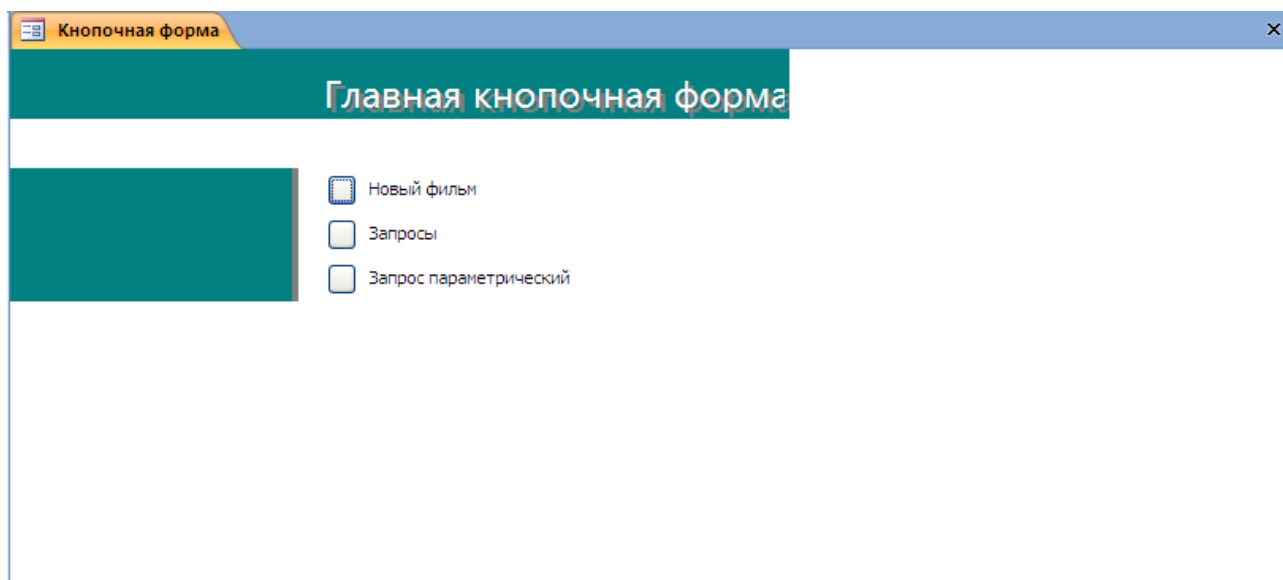 Кнопочная форма
Главная кнопочная форма
Новый фильм
Запросы
Запрос параметрический